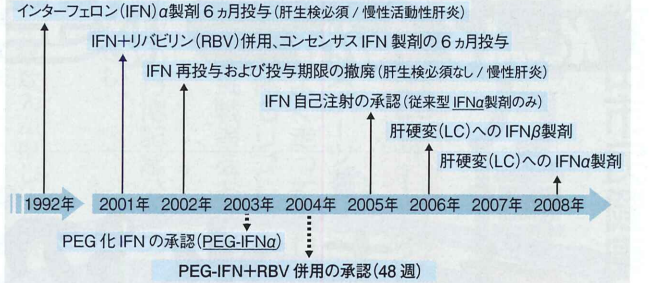 インターフェロン(IFN)α製剤6ヵ月投与(肝生検必須/慢性活動性肝炎)
IFN+リバビリン(RBV)併用、コンセンサスIFN製剤の6ヵ月投与
IFN再投与および投与期限の撤廃(肝生検必須なし/慢性肝炎)
IFN自己注射の承認(従来型IFNα製剤のみ)
肝硬変(LC)へのIFNβ製剤
肝硬変(LC)へのIFNα製剤
1992年 2001年 2002年 2003年 2004年 2005年 2006年 2007年 2008年
PEG化IFNの承認(PEG-IFNα)
PEG-IFN+RBV併用の承認(48週)